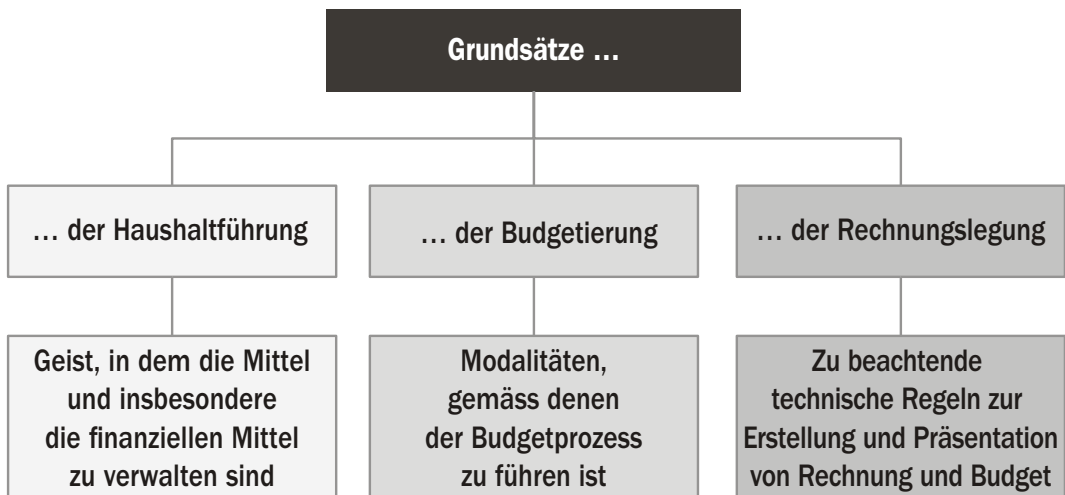 Grundsätze ...
... der Haushaltführung
... der Budgetierung
... der Rechnungslegung
Geist, in dem die Mittel
und insbesondere
die finanziellen Mittel
zu verwalten sind
Modalitäten,
gemäss denen
der Budgetprozess
zu führen ist
Zu beachtende
technische Regeln zur
Erstellung und Präsentation
von Rechnung und Budget